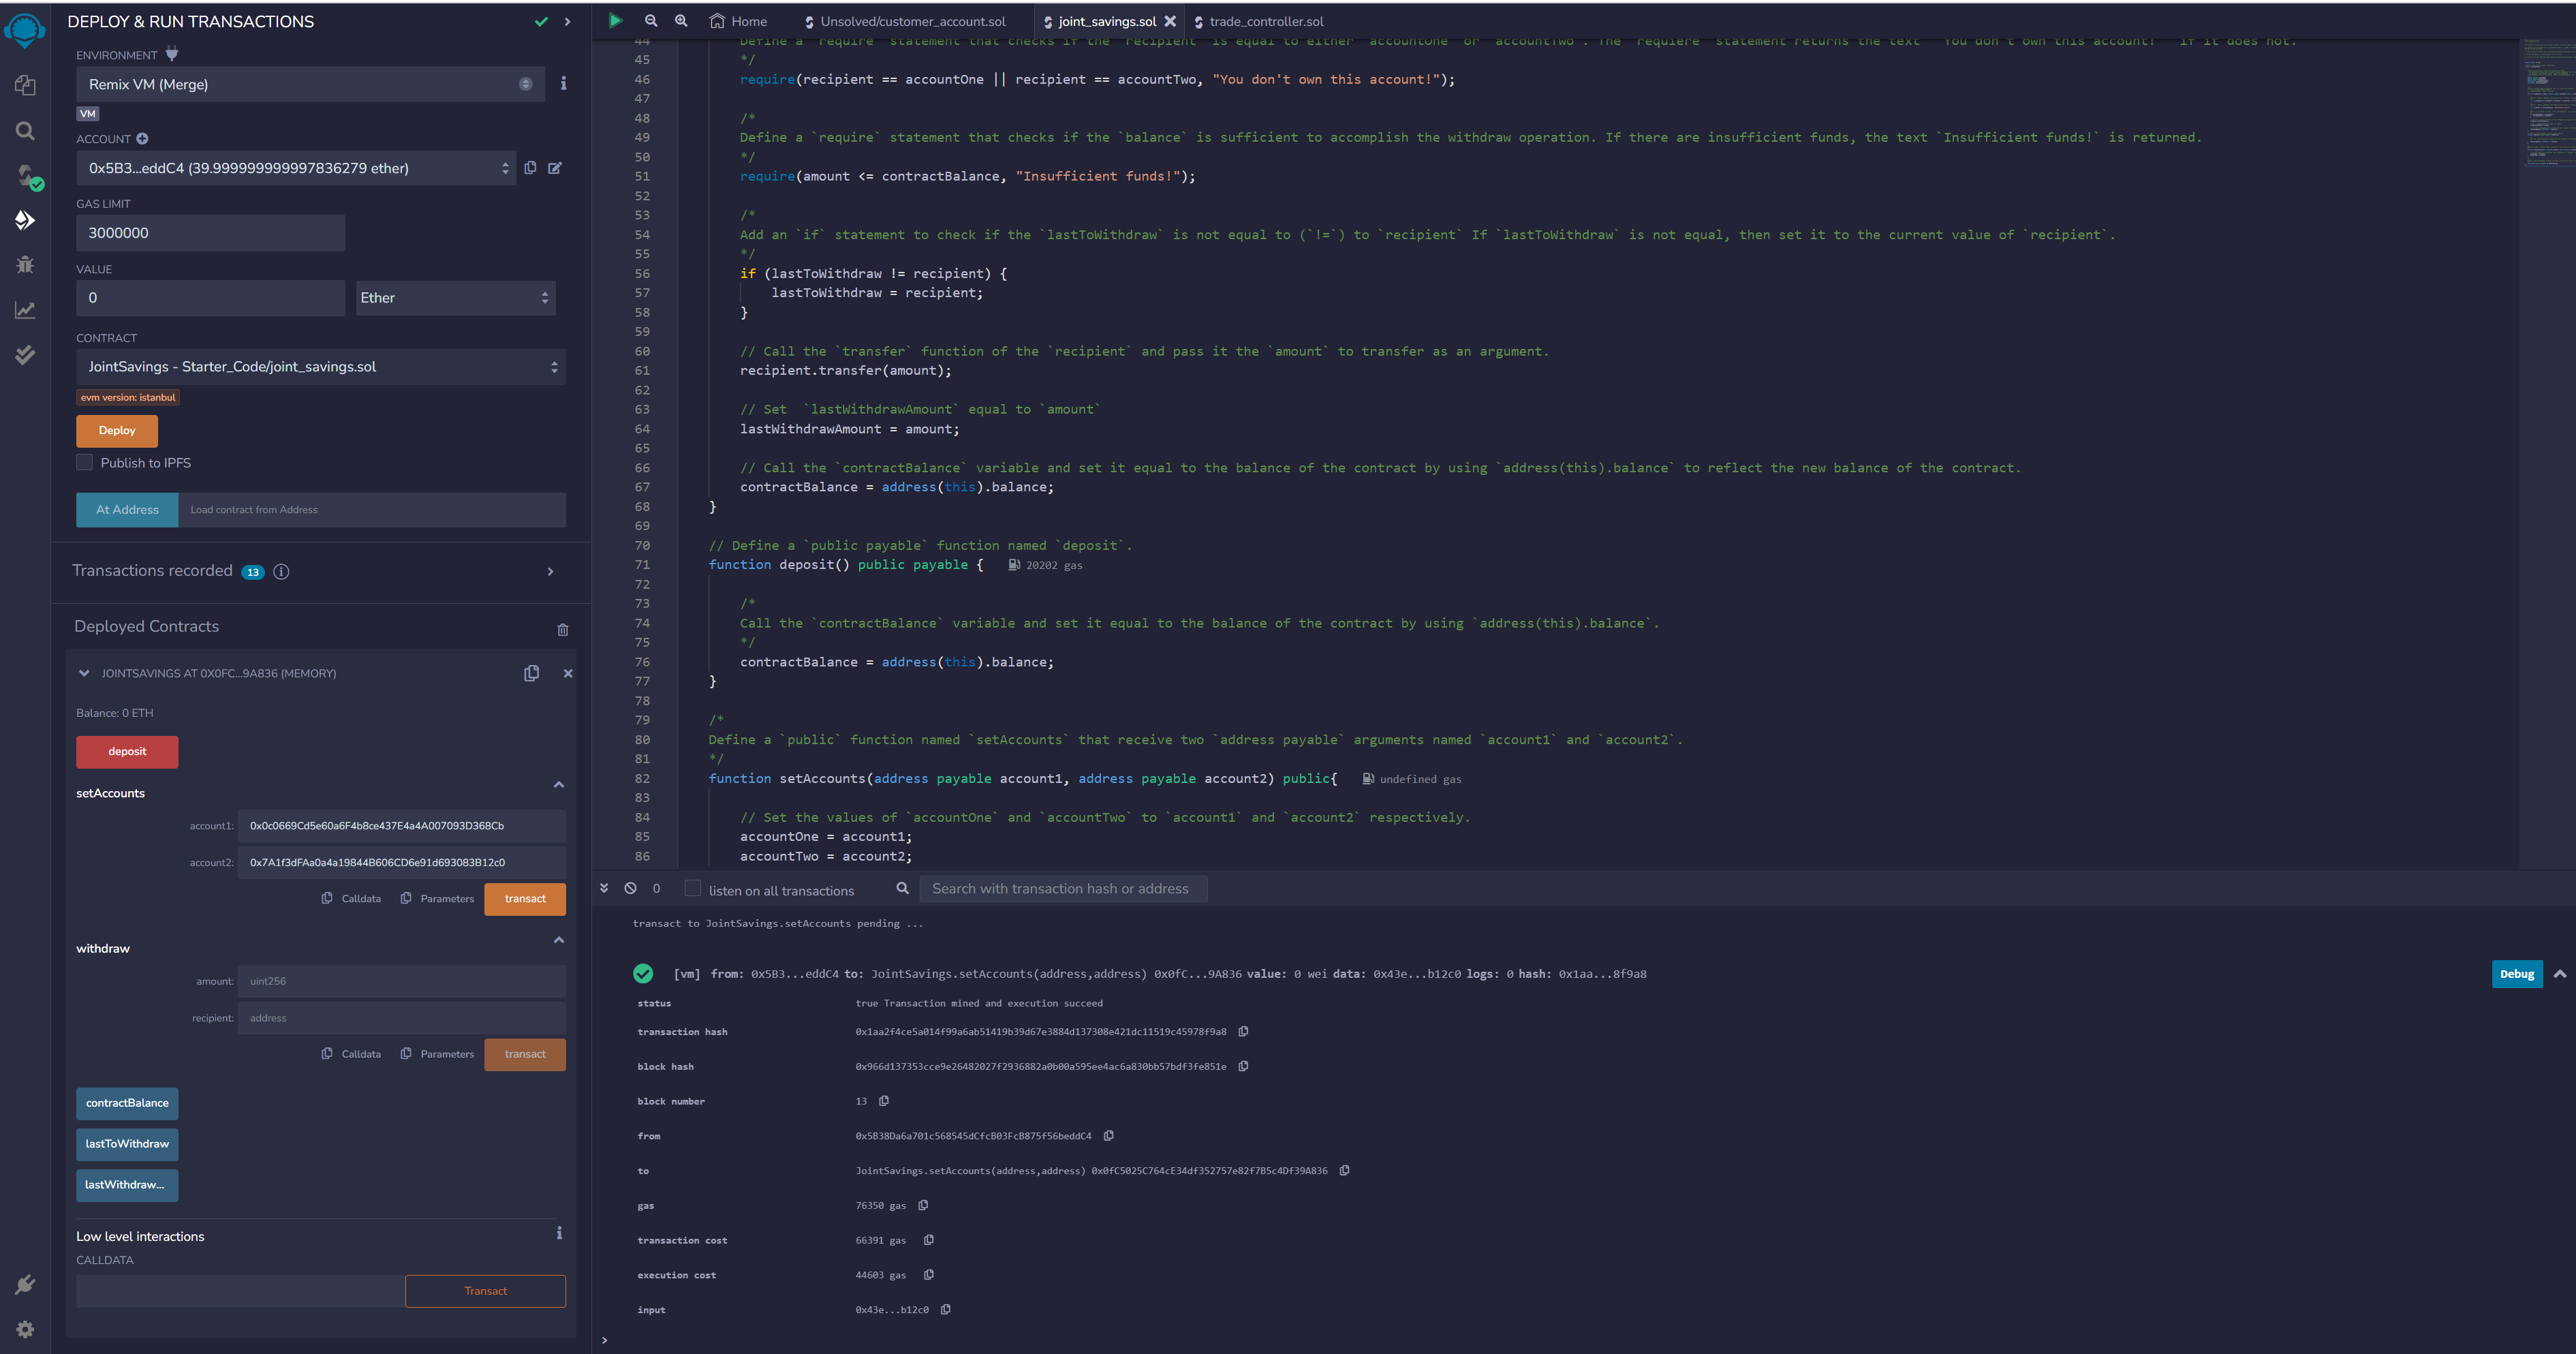 DEPLOY & RUN TRANSACTIONS
ENVIRONMENT
Remix VM (Merge)
VM
ACCOUNT
0x5B3...eddC4 (39.999999999997836279 ether)
GAS LIMIT
3000000
VALUE
0
Ether
CONTRACT
JointSavings - Starter_Code/joint_savings.sol
evm version: istanbul
Deploy
Publish to IPFS
At Address
Load contract from Address
Transactions recorded 13
Deployed Contracts
JOINTSAVINGS AT 0X0FC...9A836 (MEMORY)
Balance: 0 ETH
deposit
setAccounts
account1: 0x0c0669Cd5e60a6F4b8ce437E4a4A007093D368Cb
account2: 0x7A1f3dFAa0a4a19844B606CD6e91d693083B12c0
Calldata Parameters transact
withdraw
amount: uint256
recipient: address
Calldata Parameters transact
contractBalance
lastToWithdraw
lastWithdraw...
Low level interactions
CALLDATA
Transact
Home Unsolved/customer_account.sol joint_savings.sol trade_controller.sol
44 Define a `require` statement that checks if the `recipient` is equal to either `accountOne` or `accountTwo`. The `requiere` statement returns the text `"You don't own this account!"` if it does not.
45 */
46 require(recipient == accountOne || recipient == accountTwo, "You don't own this account!");
47
48 /*
49 Define a `require` statement that checks if the `balance` is sufficient to accomplish the withdraw operation. If there are insufficient funds, the text `Insufficient funds!` is returned.
50 */
51 require(amount <= contractBalance, "Insufficient funds!");
52
53 /*
54 Add an `if` statement to check if the `lastToWithdraw` is not equal to (`!=`) to `recipient` If `lastToWithdraw` is not equal, then set it to the current value of `recipient`.
55 */
56 if (lastToWithdraw != recipient) {
57 lastToWithdraw = recipient;
58 }
59
60 // Call the `transfer` function of the `recipient` and pass it the `amount` to transfer as an argument.
61 recipient.transfer(amount);
62
63 // Set  `lastWithdrawAmount` equal to `amount`
64 lastWithdrawAmount = amount;
65
66 // Call the `contractBalance` variable and set it equal to the balance of the contract by using `address(this).balance` to reflect the new balance of the contract.
67 contractBalance = address(this).balance;
68 }
69
70 // Define a `public payable` function named `deposit`.
71 function deposit() public payable { 20202 gas
72
73 /*
74 Call the `contractBalance` variable and set it equal to the balance of the contract by using `address(this).balance`.
75 */
76 contractBalance = address(this).balance;
77 }
78
79 /*
80 Define a `public` function named `setAccounts` that receive two `address payable` arguments named `account1` and `account2`.
81 */
82 function setAccounts(address payable account1, address payable account2) public{ undefined gas
83
84 // Set the values of `accountOne` and `accountTwo` to `account1` and `account2` respectively.
85 accountOne = account1;
86 accountTwo = account2;
0 listen on all transactions Search with transaction hash or address
transact to JointSavings.setAccounts pending ...
[vm] from: 0x5B3...eddC4 to: JointSavings.setAccounts(address,address) 0x0fC...9A836 value: 0 wei data: 0x43e...b12c0 logs: 0 hash: 0x1aa...8f9a8
Debug
status true Transaction mined and execution succeed
transaction hash 0x1aa2f4ce5a014f99a6ab51419b39d67e3884d137308e421dc11519c45978f9a8
block hash 0x966d137353cce9e26482027f2936882a0b00a595ee4ac6a830bb57bdf3fe851e
block number 13
from 0x5B38Da6a701c568545dCfcB03FcB875f56beddC4
to JointSavings.setAccounts(address,address) 0x0fC5025C764cE34df352757e82f7B5c4Df39A836
gas 76350 gas
transaction cost 66391 gas
execution cost 44603 gas
input 0x43e...b12c0
>